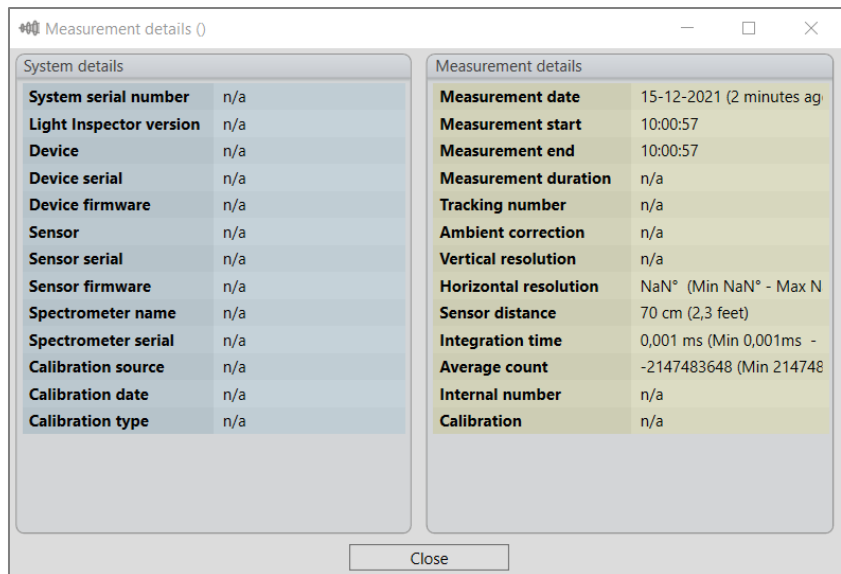 Measurement details ()
System details
System serial number n/a
Light Inspector version n/a
Device n/a
Device serial n/a
Device firmware n/a
Sensor n/a
Sensor serial n/a
Sensor firmware n/a
Spectrometer name n/a
Spectrometer serial n/a
Calibration source n/a
Calibration date n/a
Calibration type n/a
Measurement details
Measurement date 15-12-2021 (2 minutes ag
Measurement start 10:00:57
Measurement end 10:00:57
Measurement duration n/a
Tracking number n/a
Ambient correction n/a
Vertical resolution n/a
Horizontal resolution NaN° (Min NaN° - Max N
Sensor distance 70 cm (2,3 feet)
Integration time 0,001 ms (Min 0,001ms -
Average count -2147483648 (Min 214748
Internal number n/a
Calibration n/a
Close